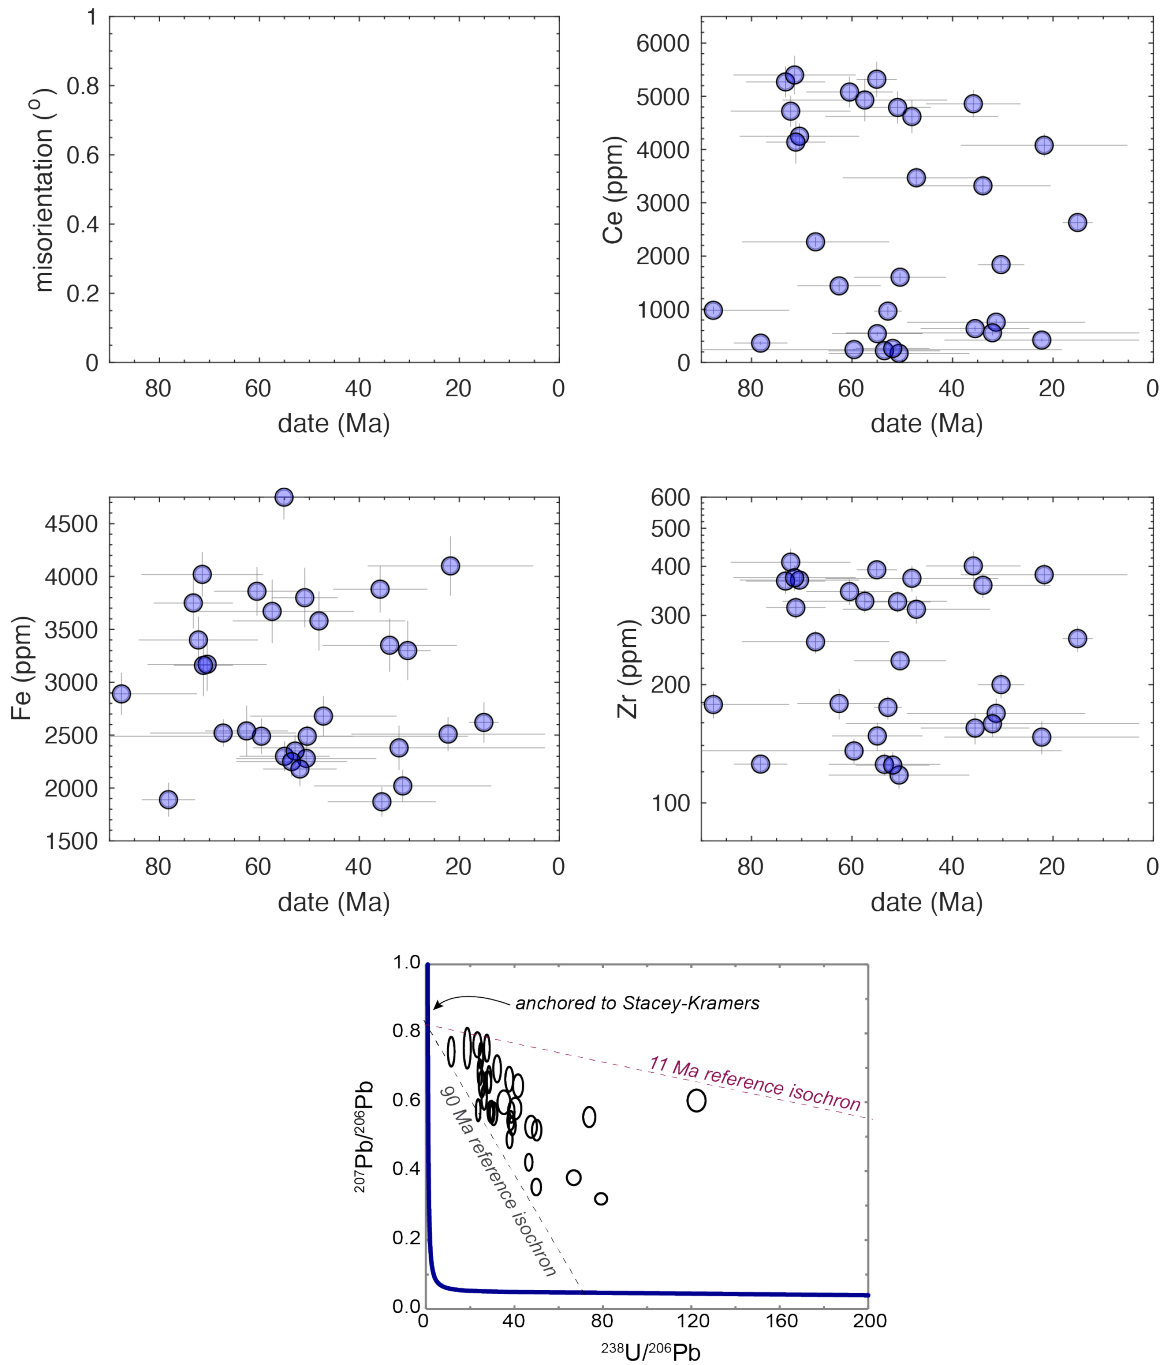 1
0.8
0.6
0.4
0.2
0
misorientation (°)
80 60 40 20 0
date (Ma)
6000
5000
4000
3000
2000
1000
0
Ce (ppm)
80 60 40 20 0
date (Ma)
4500
4000
3500
3000
2500
2000
1500
Fe (ppm)
80 60 40 20 0
date (Ma)
600
500
400
300
200
100
Zr (ppm)
80 60 40 20 0
date (Ma)
1.0
0.8
0.6
0.4
0.2
0.0
²⁰⁷Pb/²⁰⁶Pb
anchored to Stacey-Kramers
11 Ma reference isochron
90 Ma reference isochron
0 40 80 120 160 200
²³⁸U/²⁰⁶Pb